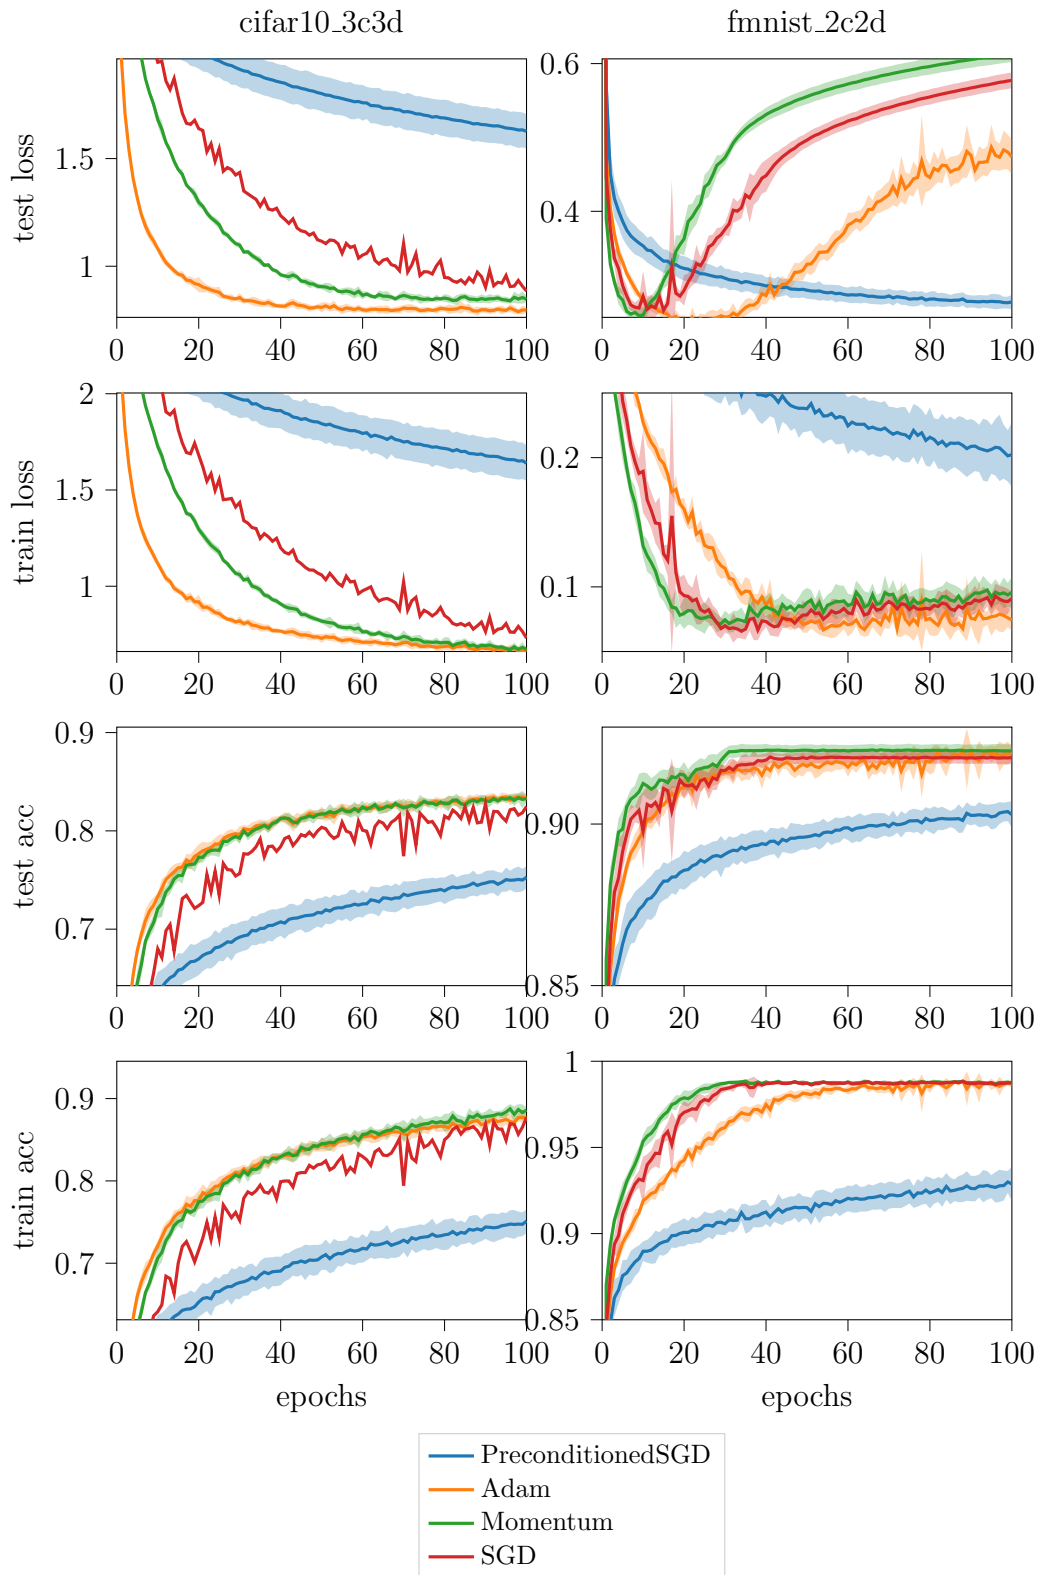 cifar10_3c3d
fmnist_2c2d
test loss
1.5
1
0 20 40 60 80 100
0.6
0.4
0 20 40 60 80 100
train loss
2
1.5
1
0 20 40 60 80 100
0.2
0.1
0 20 40 60 80 100
test acc
0.9
0.8
0.7
0 20 40 60 80 100
0.90
0.85
0 20 40 60 80 100
train acc
0.9
0.8
0.7
0 20 40 60 80 100
epochs
1
0.95
0.9
0.85
0 20 40 60 80 100
epochs
PreconditionedSGD
Adam
Momentum
SGD